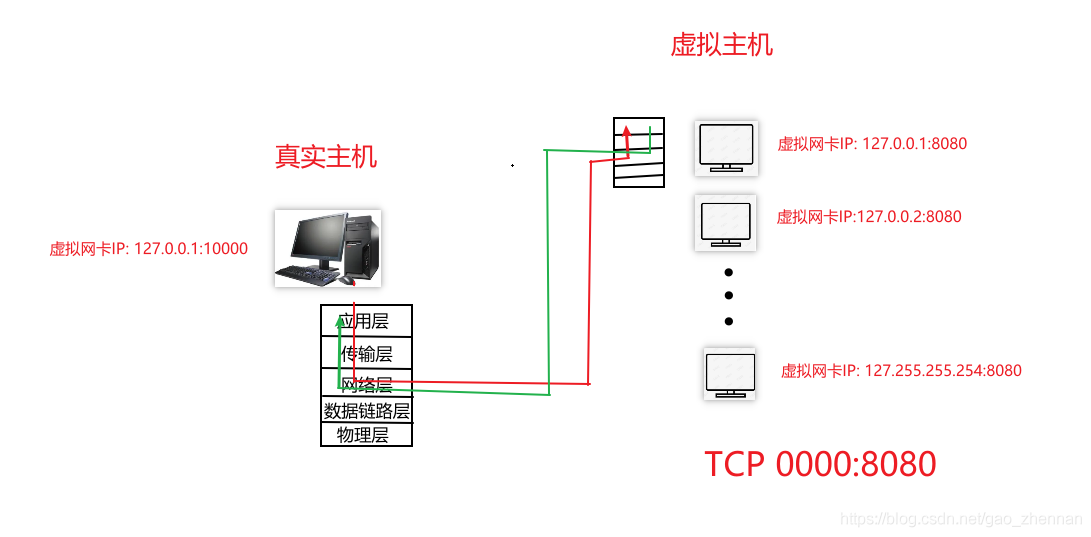 虚拟主机
真实主机
虚拟网卡IP: 127.0.0.1:8080
虚拟网卡IP:127.0.0.2:8080
虚拟网卡IP: 127.0.0.1:10000
应用层
传输层
网络层
数据链路层
物理层
虚拟网卡IP: 127.255.255.254:8080
TCP 0000:8080
https://blog.csdn.net/gao_zhennan